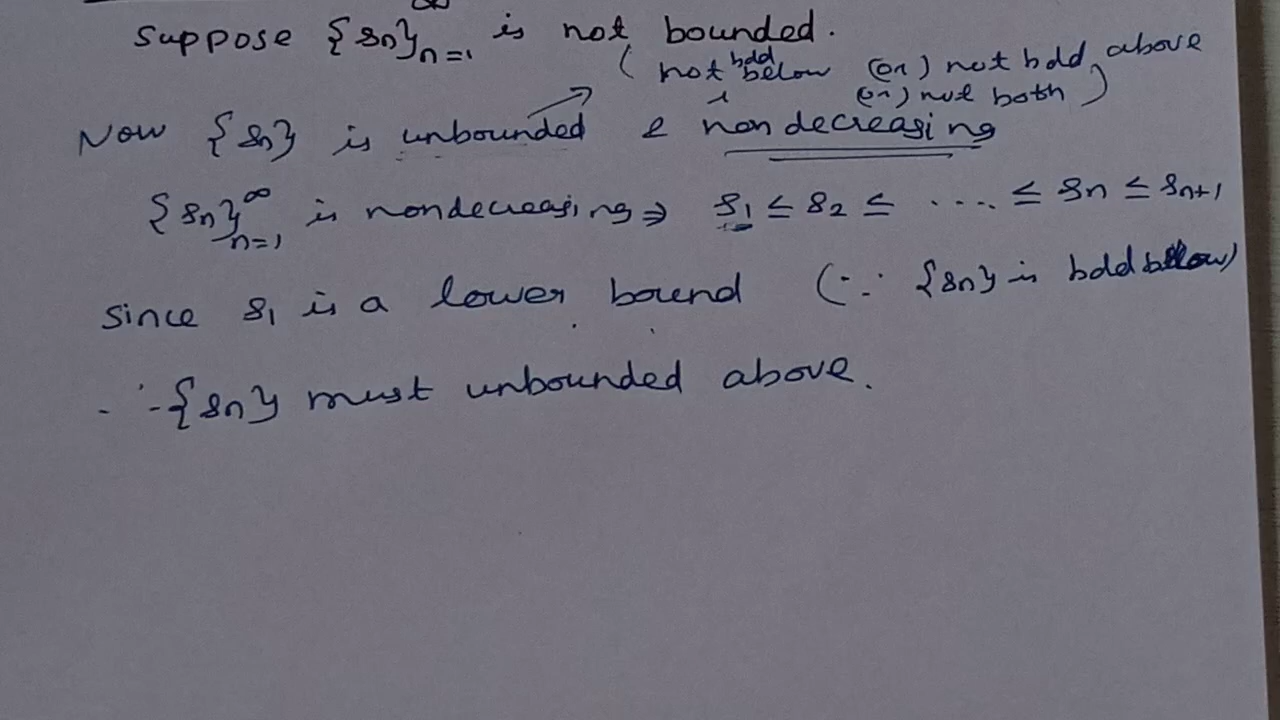 Suppose {sn}∞n=1 is not bounded.
(not bdd below (or) not bdd above
(or) not both)
Now {sn} is unbounded & nondecreasing
{sn}∞n=1 is nondecreasing ⇒ s1 ≤ s2 ≤ .... ≤ sn ≤ sn+1
Since s1 is a lower bound (∵ {sn} is bdd below)
∴ {sn} must unbounded above.